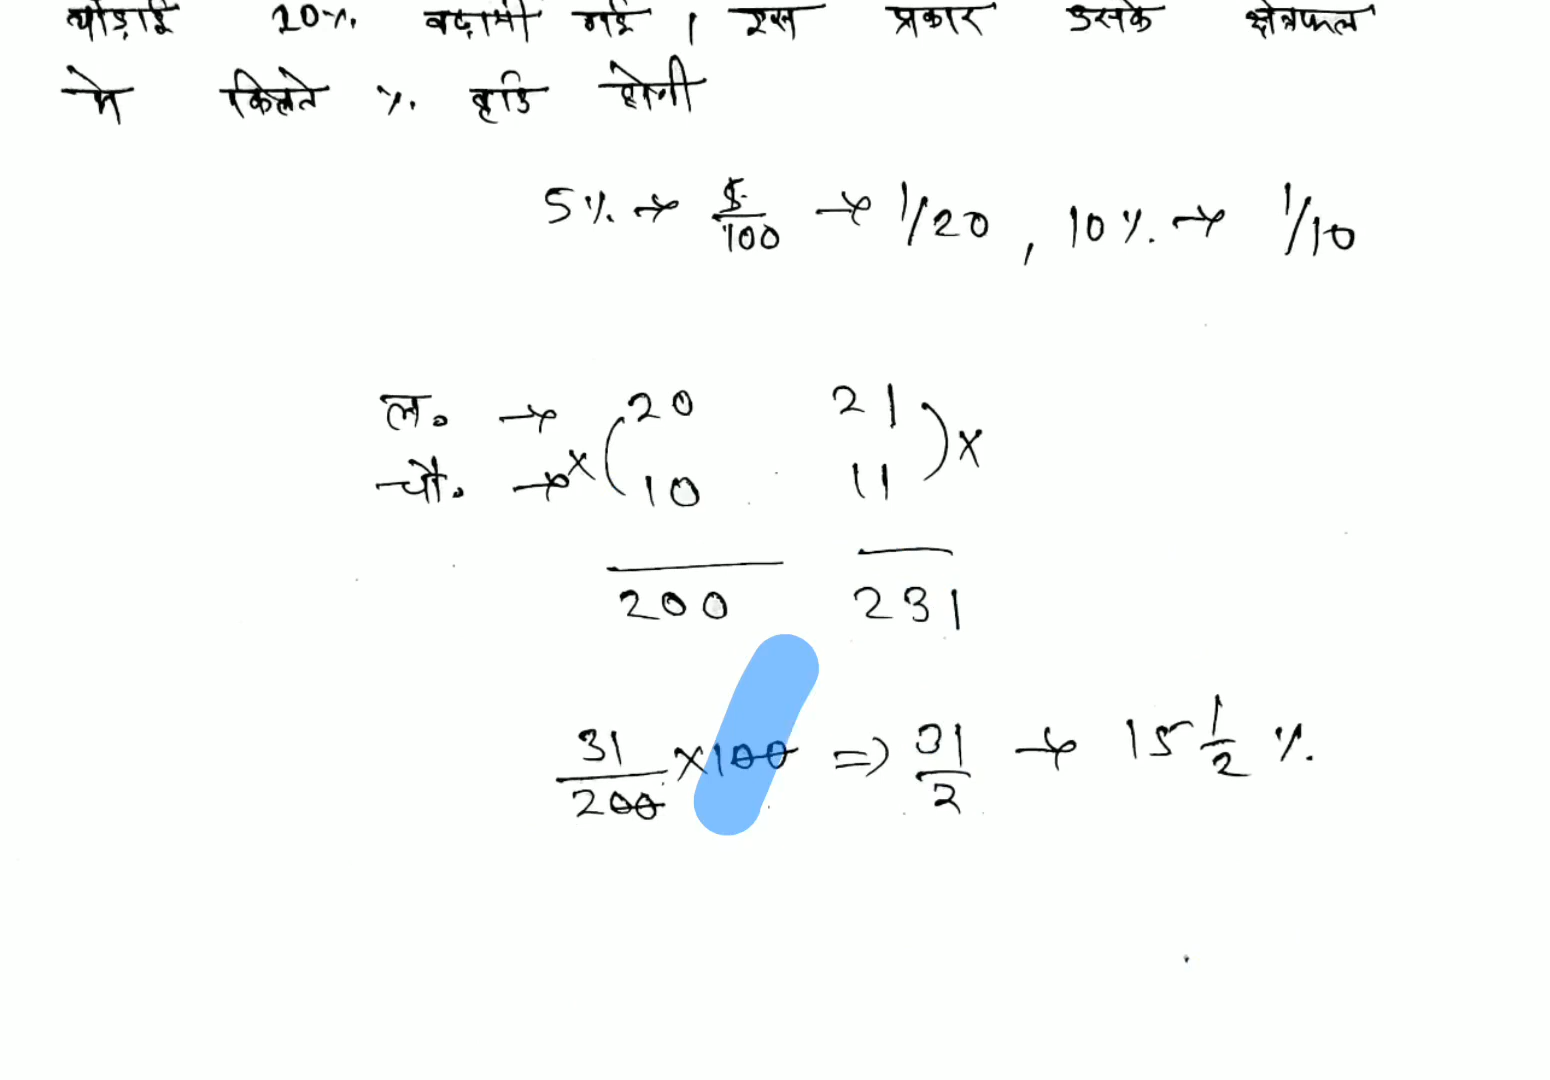 चौड़ाई 10% बढ़ायी गई । इस प्रकार उसके क्षेत्रफल
मे कितने % वृद्धि होगी
5% → 5/100 → 1/20 , 10% → 1/10
ल. → 20 21
× ( ) ×
चौ. → 10 11
200 231
31/200 ×100 => 31/2 → 15 1/2 %.